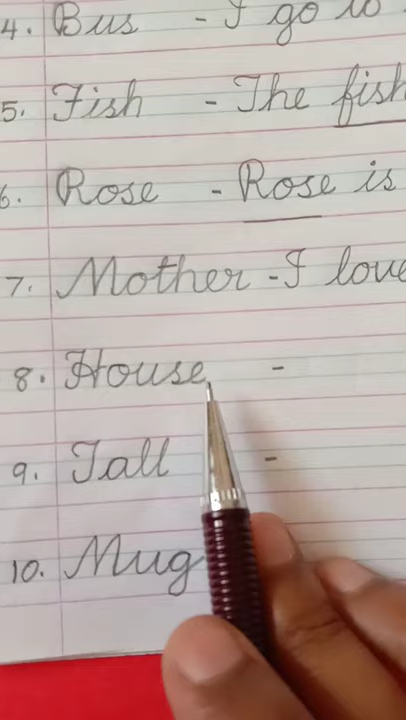 4. Bus - I go to
5. Fish - The fish
6. Rose - Rose is
7. Mother - I love
8. House -
9. Tall -
10. Mug